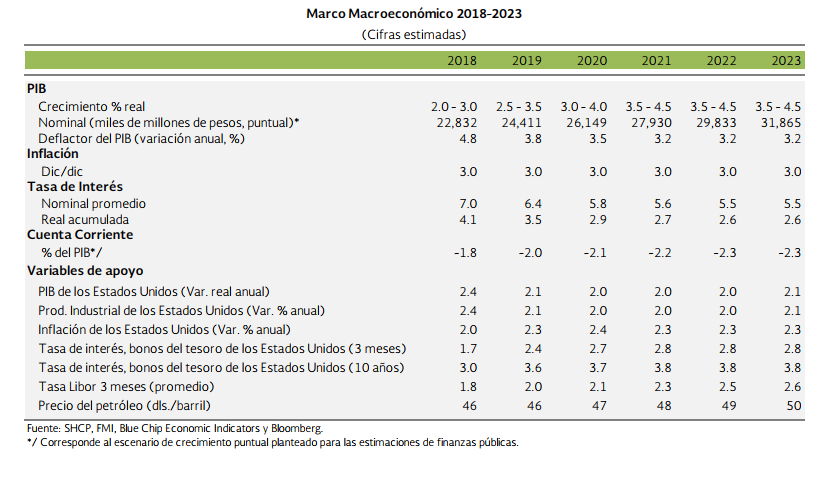 Marco Macroeconómico 2018-2023
(Cifras estimadas)
2018 2019 2020 2021 2022 2023
PIB
Crecimiento % real 2.0 - 3.0 2.5 - 3.5 3.0 - 4.0 3.5 - 4.5 3.5 - 4.5 3.5 - 4.5
Nominal (miles de millones de pesos, puntual)* 22,832 24,411 26,149 27,930 29,833 31,865
Deflactor del PIB (variación anual, %) 4.8 3.8 3.5 3.2 3.2 3.2
Inflación
Dic/dic 3.0 3.0 3.0 3.0 3.0 3.0
Tasa de Interés
Nominal promedio 7.0 6.4 5.8 5.6 5.5 5.5
Real acumulada 4.1 3.5 2.9 2.7 2.6 2.6
Cuenta Corriente
% del PIB*/ -1.8 -2.0 -2.1 -2.2 -2.3 -2.3
Variables de apoyo
PIB de los Estados Unidos (Var. real anual) 2.4 2.1 2.0 2.0 2.0 2.1
Prod. Industrial de los Estados Unidos (Var. % anual) 2.4 2.1 2.0 2.0 2.0 2.1
Inflación de los Estados Unidos (Var. % anual) 2.0 2.3 2.4 2.3 2.3 2.3
Tasa de interés, bonos del tesoro de los Estados Unidos (3 meses) 1.7 2.4 2.7 2.8 2.8 2.8
Tasa de interés, bonos del tesoro de los Estados Unidos (10 años) 3.0 3.6 3.7 3.8 3.8 3.8
Tasa Libor 3 meses (promedio) 1.8 2.0 2.1 2.3 2.5 2.6
Precio del petróleo (dls./barril) 46 46 47 48 49 50
Fuente: SHCP, FMI, Blue Chip Economic Indicators y Bloomberg.
*/ Corresponde al escenario de crecimiento puntual planteado para las estimaciones de finanzas públicas.